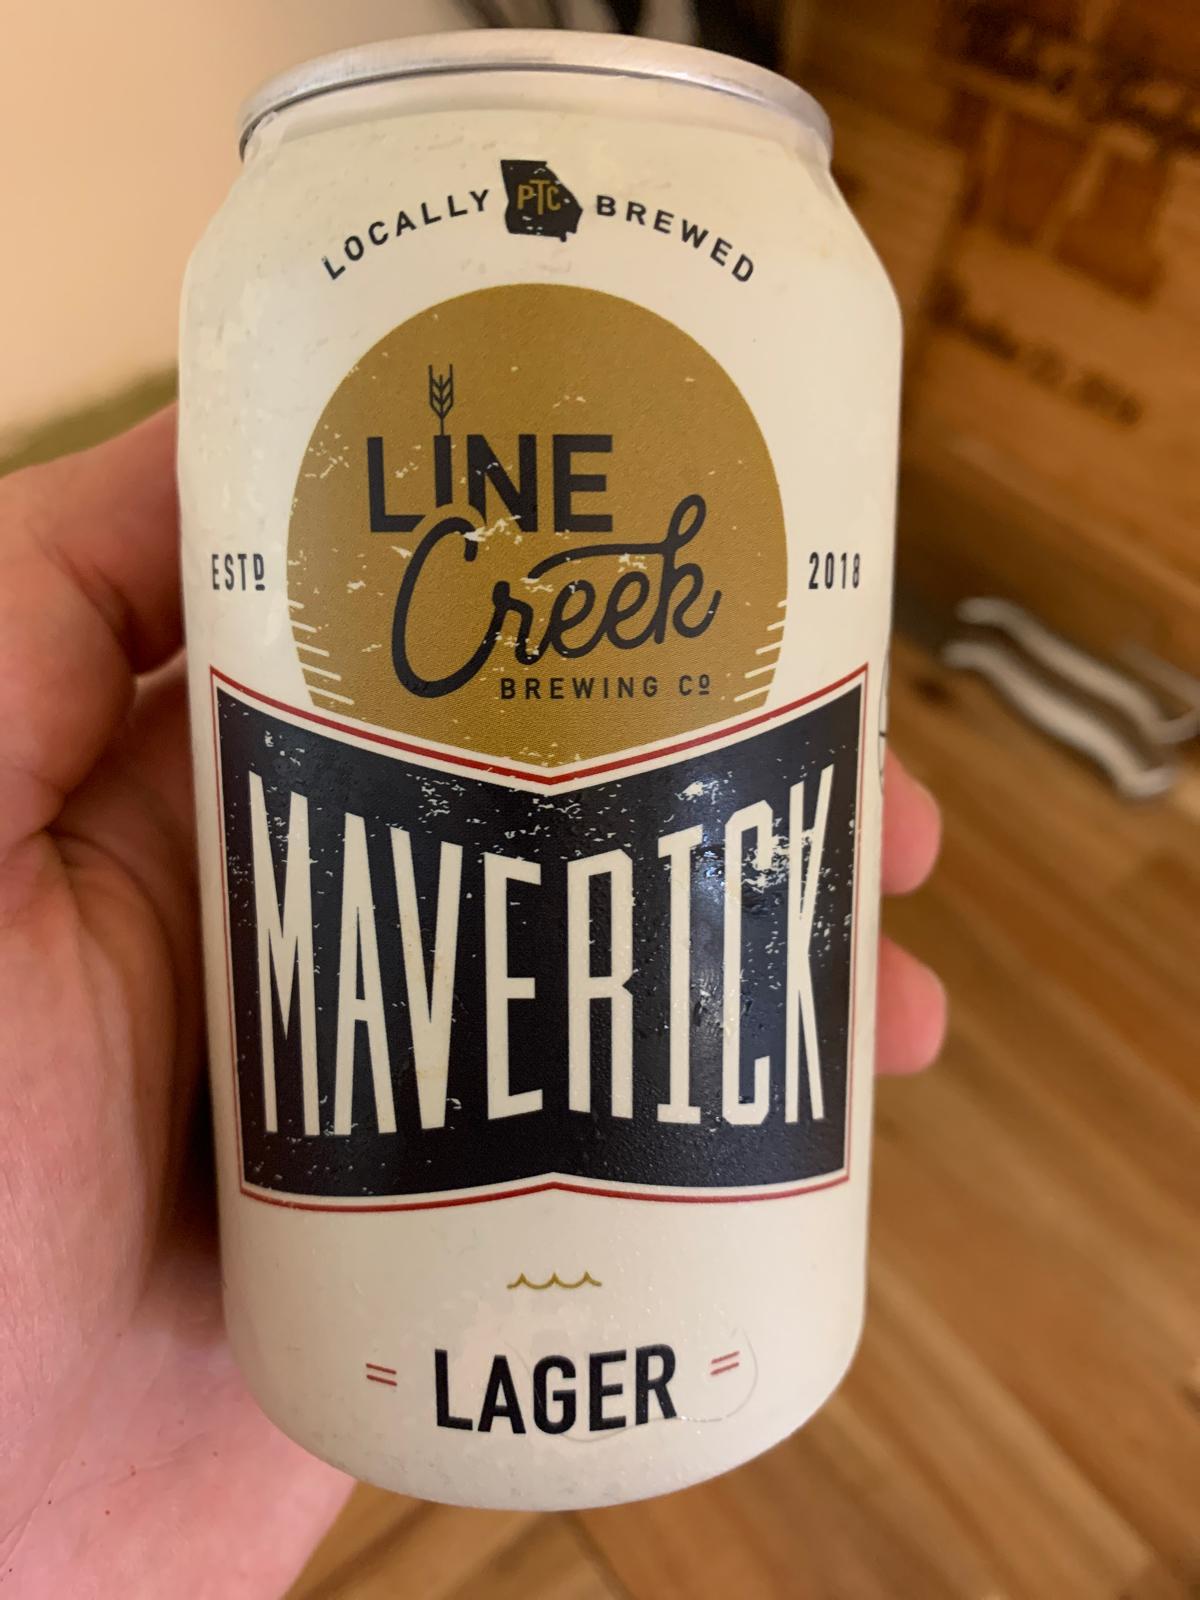 LOCALLY PTC BREWED
LINE
Creek
BREWING CO
ESTD
2018
MAVERICK
LAGER